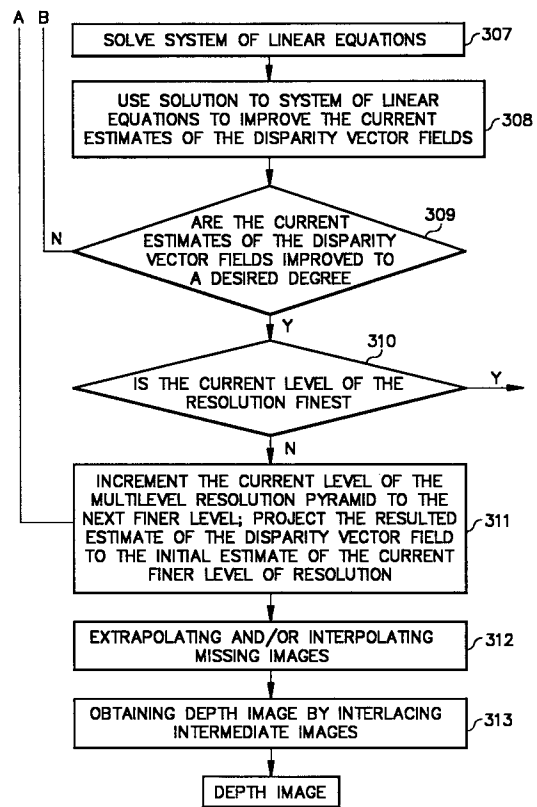 A B
SOLVE SYSTEM OF LINEAR EQUATIONS
307
USE SOLUTION TO SYSTEM OF LINEAR
EQUATIONS TO IMPROVE THE CURRENT
ESTIMATES OF THE DISPARITY VECTOR FIELDS
308
ARE THE CURRENT
ESTIMATES OF THE DISPARITY
VECTOR FIELDS IMPROVED TO
A DESIRED DEGREE
309
N
Y
310
IS THE CURRENT LEVEL OF THE
RESOLUTION FINEST
Y
N
INCREMENT THE CURRENT LEVEL OF THE
MULTILEVEL RESOLUTION PYRAMID TO THE
NEXT FINER LEVEL; PROJECT THE RESULTED
ESTIMATE OF THE DISPARITY VECTOR FIELD
TO THE INITIAL ESTIMATE OF THE CURRENT
FINER LEVEL OF RESOLUTION
311
EXTRAPOLATING AND/OR INTERPOLATING
MISSING IMAGES
312
OBTAINING DEPTH IMAGE BY INTERLACING
INTERMEDIATE IMAGES
313
DEPTH IMAGE